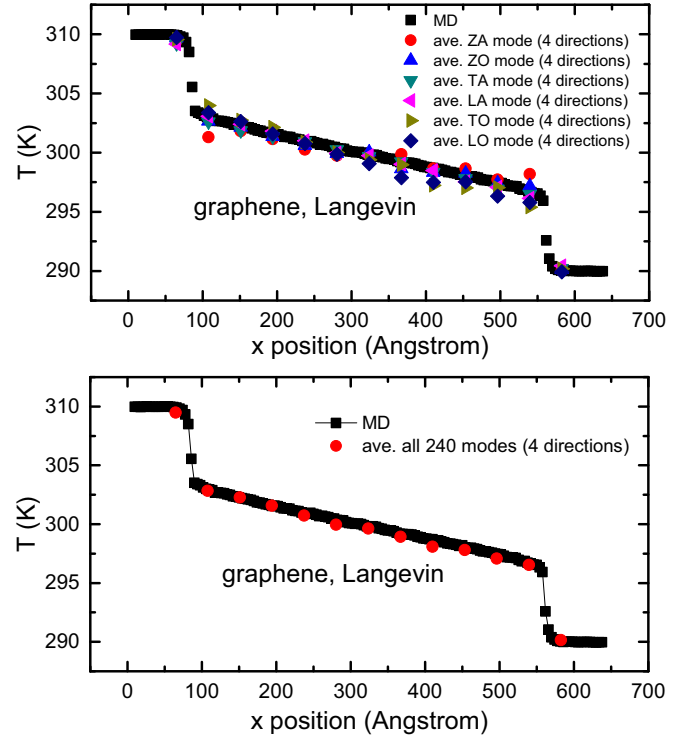 310
305
300
295
290
T (K)
MD
ave. ZA mode (4 directions)
ave. ZO mode (4 directions)
ave. TA mode (4 directions)
ave. LA mode (4 directions)
ave. TO mode (4 directions)
ave. LO mode (4 directions)
graphene, Langevin
0 100 200 300 400 500 600 700
x position (Angstrom)
310
305
300
295
290
T (K)
MD
ave. all 240 modes (4 directions)
graphene, Langevin
0 100 200 300 400 500 600 700
x position (Angstrom)